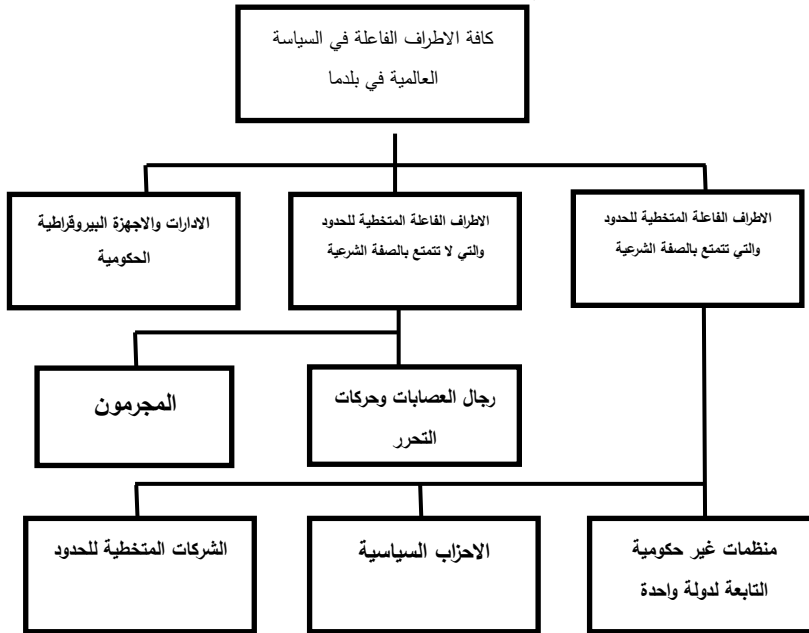 كافة الاطراف الفاعلة في السياسة
العالمية في بلدما
الاطراف الفاعلة المتخطية للحدود
والتي تتمتع بالصفة الشرعية
الاطراف الفاعلة المتخطية للحدود
والتي لا تتمتع بالصفة الشرعية
الادارات والاجهزة البيروقراطية
الحكومية
رجال العصابات وحركات
التحرر
المجرمون
منظمات غير حكومية
التابعة لدولة واحدة
الاحزاب السياسية
الشركات المتخطية للحدود